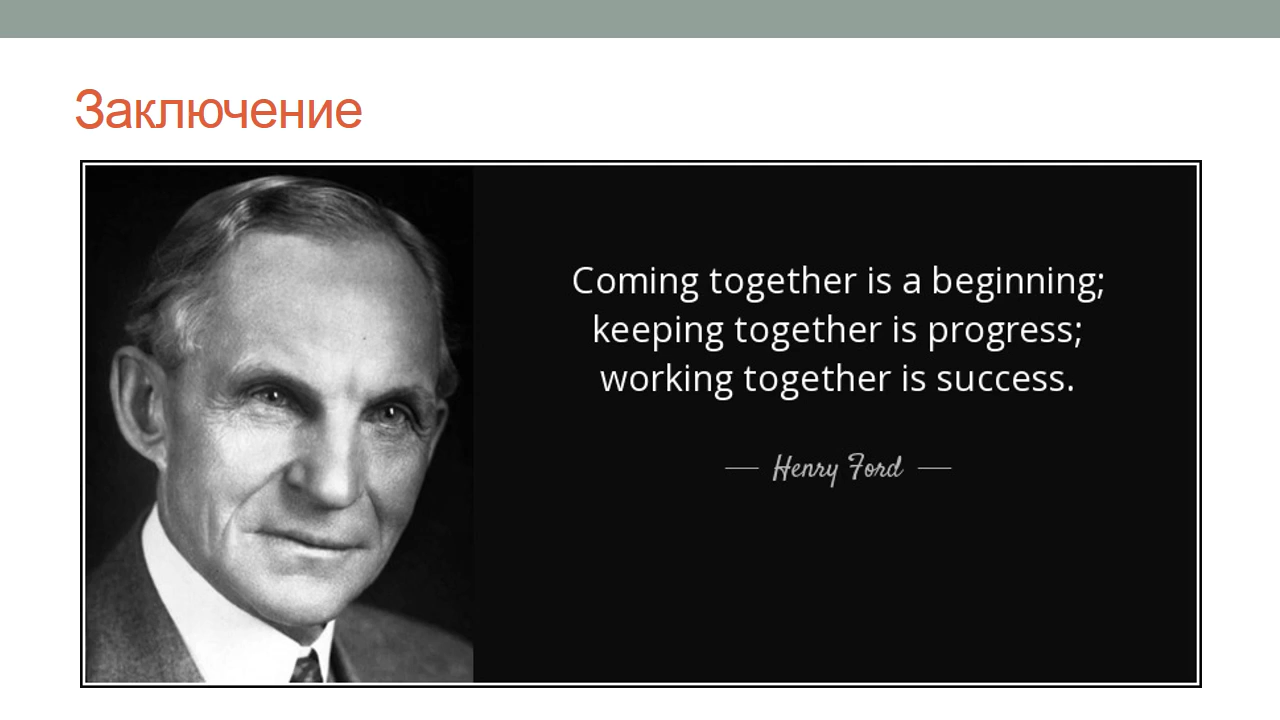 Заключение
Coming together is a beginning;
keeping together is progress;
working together is success.
— Henry Ford —